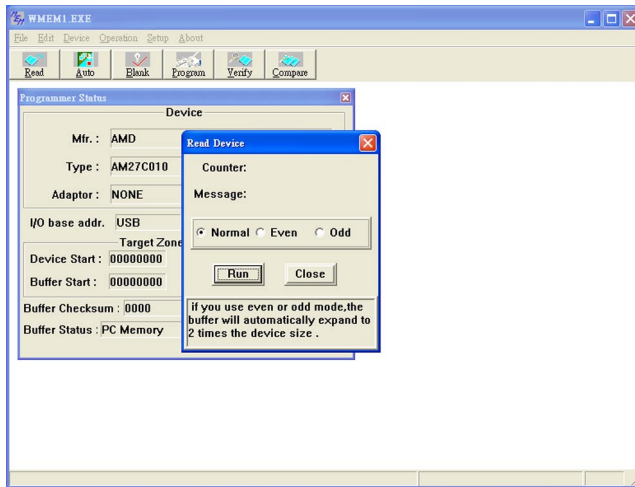 WMEM1.EXE
File Edit Device Operation Setup About
Read Auto Blank Program Verify Compare
Programmer Status
Device
Mfr. : AMD
Type : AM27C010
Adaptor : NONE
I/O base addr. USB
Target Zone
Device Start : 00000000
Buffer Start : 00000000
Buffer Checksum : 0000
Buffer Status : PC Memory
Read Device
Counter:
Message:
Normal Even Odd
Run Close
if you use even or odd mode,the
buffer will automatically expand to
2 times the device size .